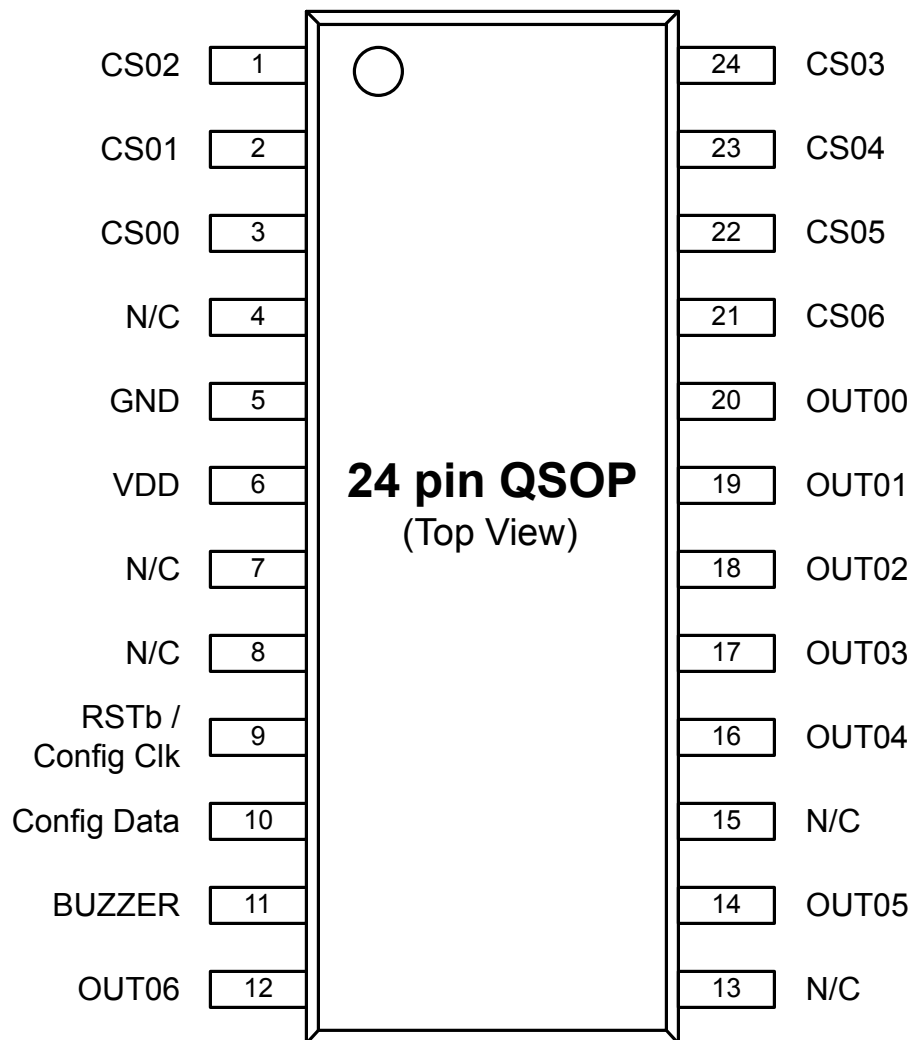 CS02 1 24 CS03
CS01 2 23 CS04
CS00 3 22 CS05
N/C 4 21 CS06
GND 5 20 OUT00
VDD 6 24 pin QSOP 19 OUT01
(Top View)
N/C 7 18 OUT02
N/C 8 17 OUT03
RSTb /
Config Clk 9 16 OUT04
Config Data 10 15 N/C
BUZZER 11 14 OUT05
OUT06 12 13 N/C